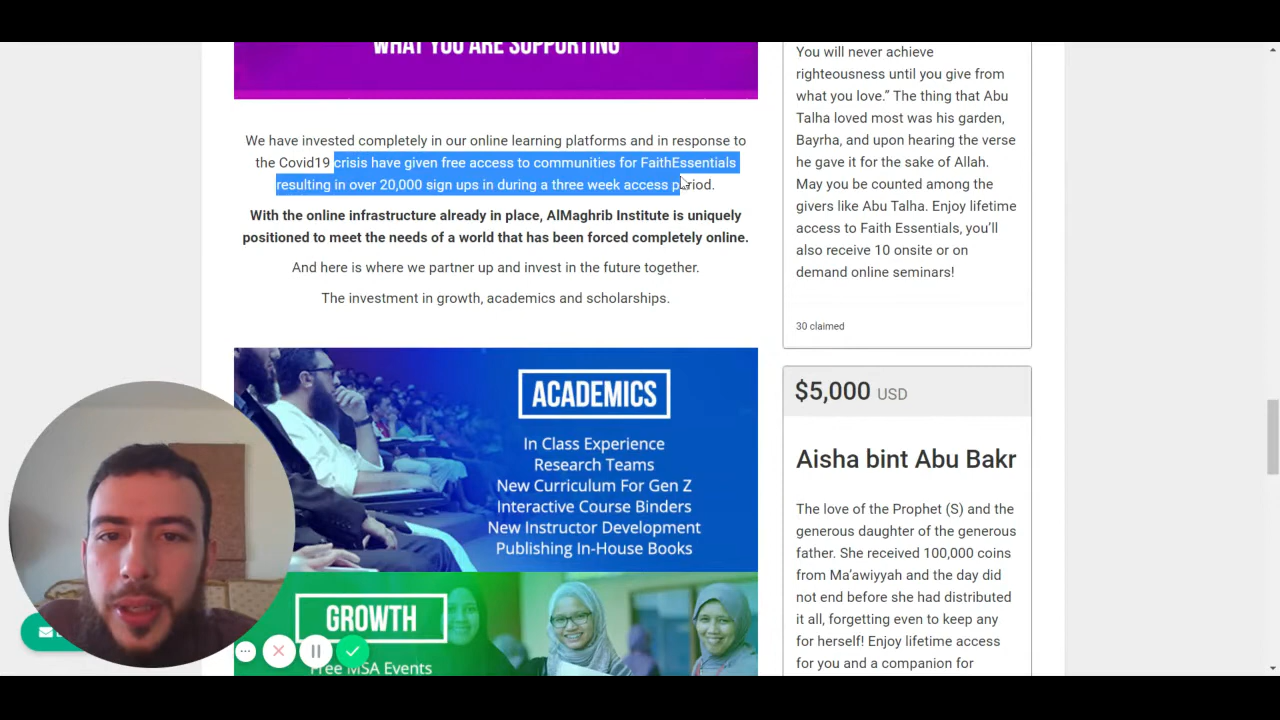 WHAT YOU ARE SUPPORTING
We have invested completely in our online learning platforms and in response to
the Covid19 crisis have given free access to communities for FaithEssentials
resulting in over 20,000 sign ups in during a three week access period.
With the online infrastructure already in place, AlMaghrib Institute is uniquely
positioned to meet the needs of a world that has been forced completely online.
And here is where we partner up and invest in the future together.
The investment in growth, academics and scholarships.
ACADEMICS
In Class Experience
Research Teams
New Curriculum For Gen Z
Interactive Course Binders
New Instructor Development
Publishing In-House Books
GROWTH
Free MSA Events
You will never achieve
righteousness until you give from
what you love.” The thing that Abu
Talha loved most was his garden,
Bayrha, and upon hearing the verse
he gave it for the sake of Allah.
May you be counted among the
givers like Abu Talha. Enjoy lifetime
access to Faith Essentials, you’ll
also receive 10 onsite or on
demand online seminars!
30 claimed
$5,000 USD
Aisha bint Abu Bakr
The love of the Prophet (S) and the
generous daughter of the generous
father. She received 100,000 coins
from Ma’awiyyah and the day did
not end before she had distributed
it all, forgetting even to keep any
for herself! Enjoy lifetime access
for you and a companion for